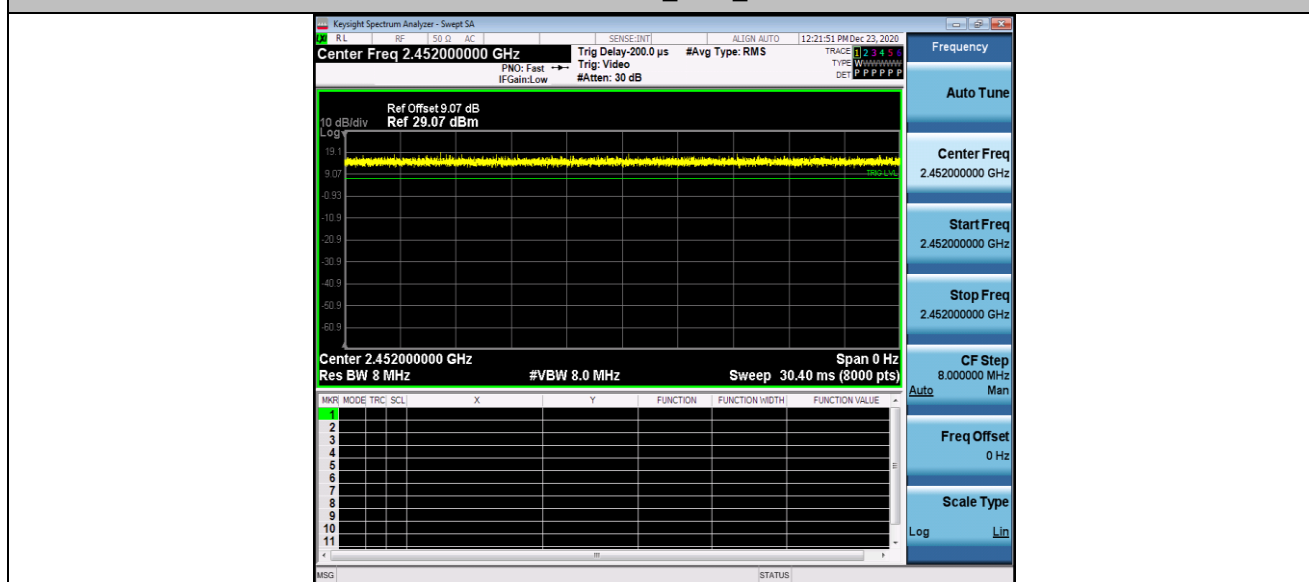 Keysight Spectrum Analyzer - Swept SA
RL RF 50 Ω AC SENSE:INT ALIGN AUTO 12:21:51 PM Dec 23, 2020
Center Freq 2.452000000 GHz
PNO: Fast
IFGain:Low
Trig Delay-200.0 µs
Trig: Video
#Atten: 30 dB
#Avg Type: RMS
TRACE 1 2 3 4 5 6
TYPE WWWWWW
DET P P P P P P
Ref Offset 9.07 dB
10 dB/div Ref 29.07 dBm
Log
19.1
9.07
TRIG LVL
-0.93
-10.9
-20.9
-30.9
-40.9
-50.9
-60.9
Center 2.452000000 GHz Span 0 Hz
Res BW 8 MHz #VBW 8.0 MHz Sweep 30.40 ms (8000 pts)
MKR MODE TRC SCL X Y FUNCTION FUNCTION WIDTH FUNCTION VALUE
1
2
3
4
5
6
7
8
9
10
11
MSG STATUS
Frequency
Auto Tune
Center Freq
2.452000000 GHz
Start Freq
2.452000000 GHz
Stop Freq
2.452000000 GHz
CF Step
8.000000 MHz
Auto Man
Freq Offset
0 Hz
Scale Type
Log Lin